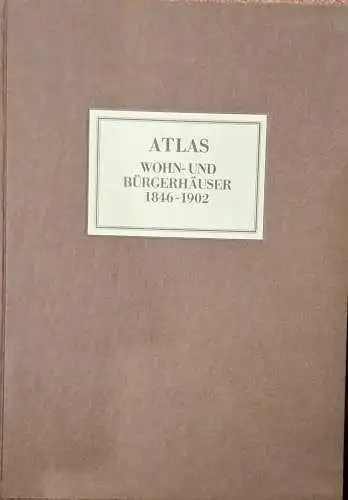 ATLAS
WOHN- UND
BÜRGERHÄUSER
1846-1902